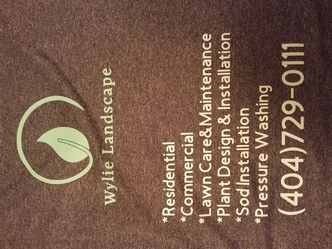 Wylie Landscape
*Residential
*Commercial
*Lawn Care&Maintenance
*Plant Design & Installation
*Sod Installation
*Pressure Washing
(404)729-0111